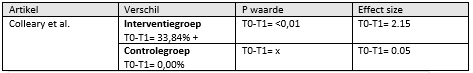 Artikel Verschil P waarde Effect size
Colleary et al. Interventiegroep T0-T1= <0,01 T0-T1= 2.15
T0-T1= 33,84% +
Controlegroep T0-T1= x T0-T1= 0.05
T0-T1= 0,00%